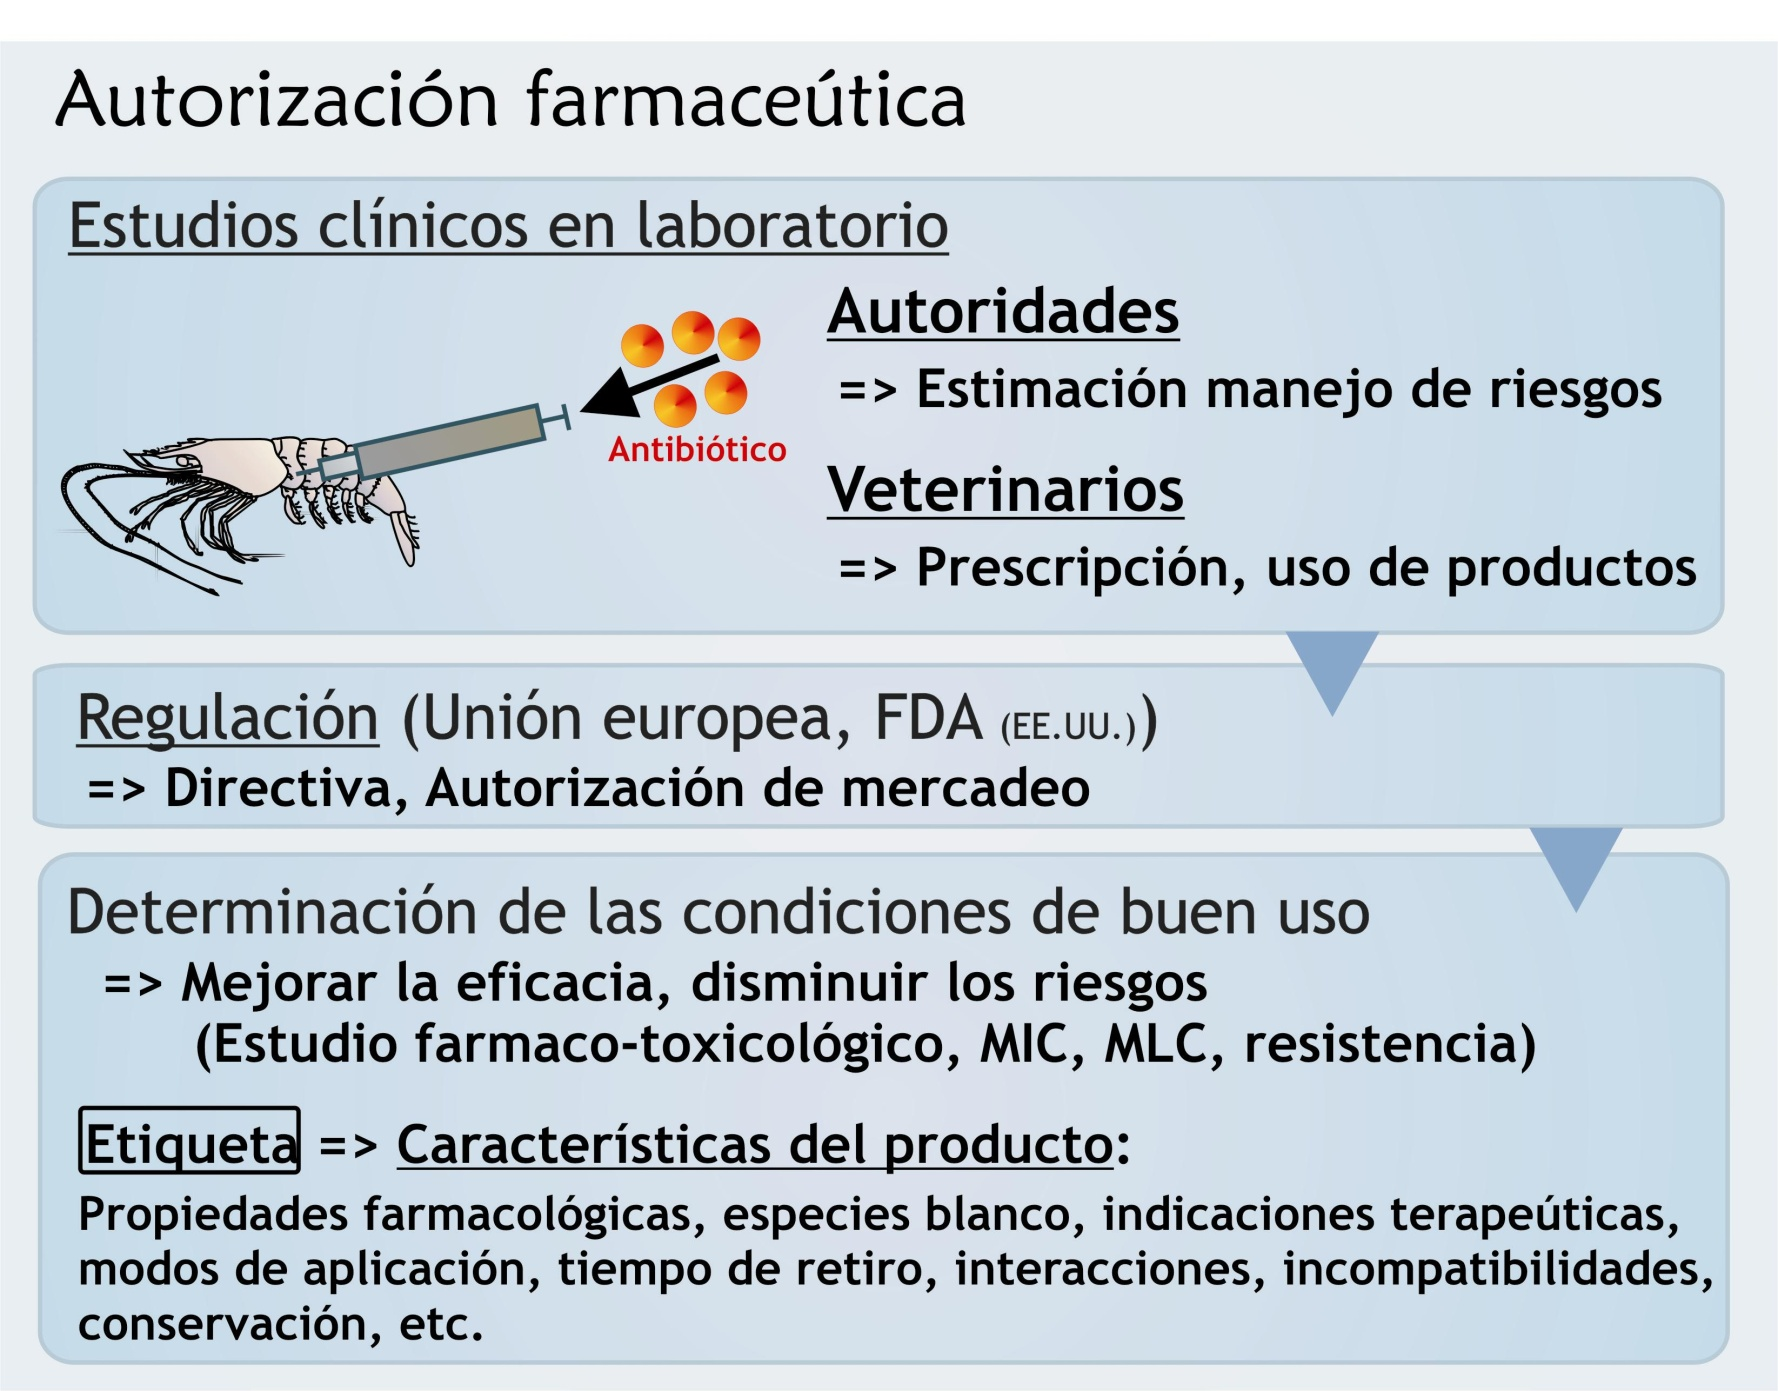 Autorización farmaceútica
Estudios clínicos en laboratorio
Antibiótico
Autoridades
=> Estimación manejo de riesgos
Veterinarios
=> Prescripción, uso de productos
Regulación (Unión europea, FDA (EE.UU.))
=> Directiva, Autorización de mercadeo
Determinación de las condiciones de buen uso
=> Mejorar la eficacia, disminuir los riesgos
(Estudio farmaco-toxicológico, MIC, MLC, resistencia)
Etiqueta => Características del producto:
Propiedades farmacológicas, especies blanco, indicaciones terapeúticas,
modos de aplicación, tiempo de retiro, interacciones, incompatibilidades,
conservación, etc.